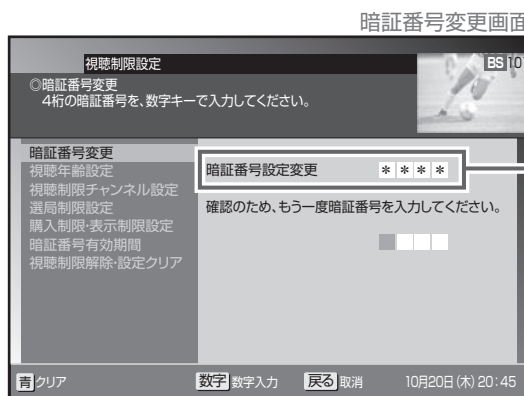 暗証番号変更画面
視聴制限設定
BS 10
◎暗証番号変更
4桁の暗証番号を、数字キーで入力してください。
暗証番号変更
視聴年齢設定
視聴制限チャンネル設定
選局制限設定
購入制限・表示制限設定
暗証番号有効期間
視聴制限解除・設定クリア
暗証番号設定変更 * * * *
確認のため、もう一度暗証番号を入力してください。
青 クリア 数字 数字入力 戻る 取消 10月20日(木) 20:45